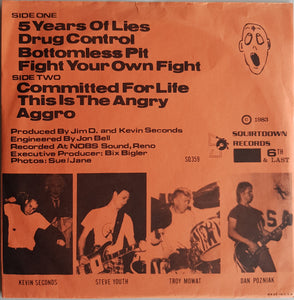 SIDE ONE
5 Years Of Lies
Drug Control
Bottomless Pit
Fight Your Own Fight
SIDE TWO
Committed For Life
This Is The Angry
Aggro
Produced By Jim D. and Kevin Seconds
Engineered By Jon Bell
Recorded At NOBS Sound, Reno
Executive Producer: Bix Bigler
Photos: Sue/Jane
© 1983
SQUIRTDOWN
RECORDS
6TH
& LAST
SQ359
KEVIN SECONDS
STEVE YOUTH
TROY MOWAT
DAN POZNIAK